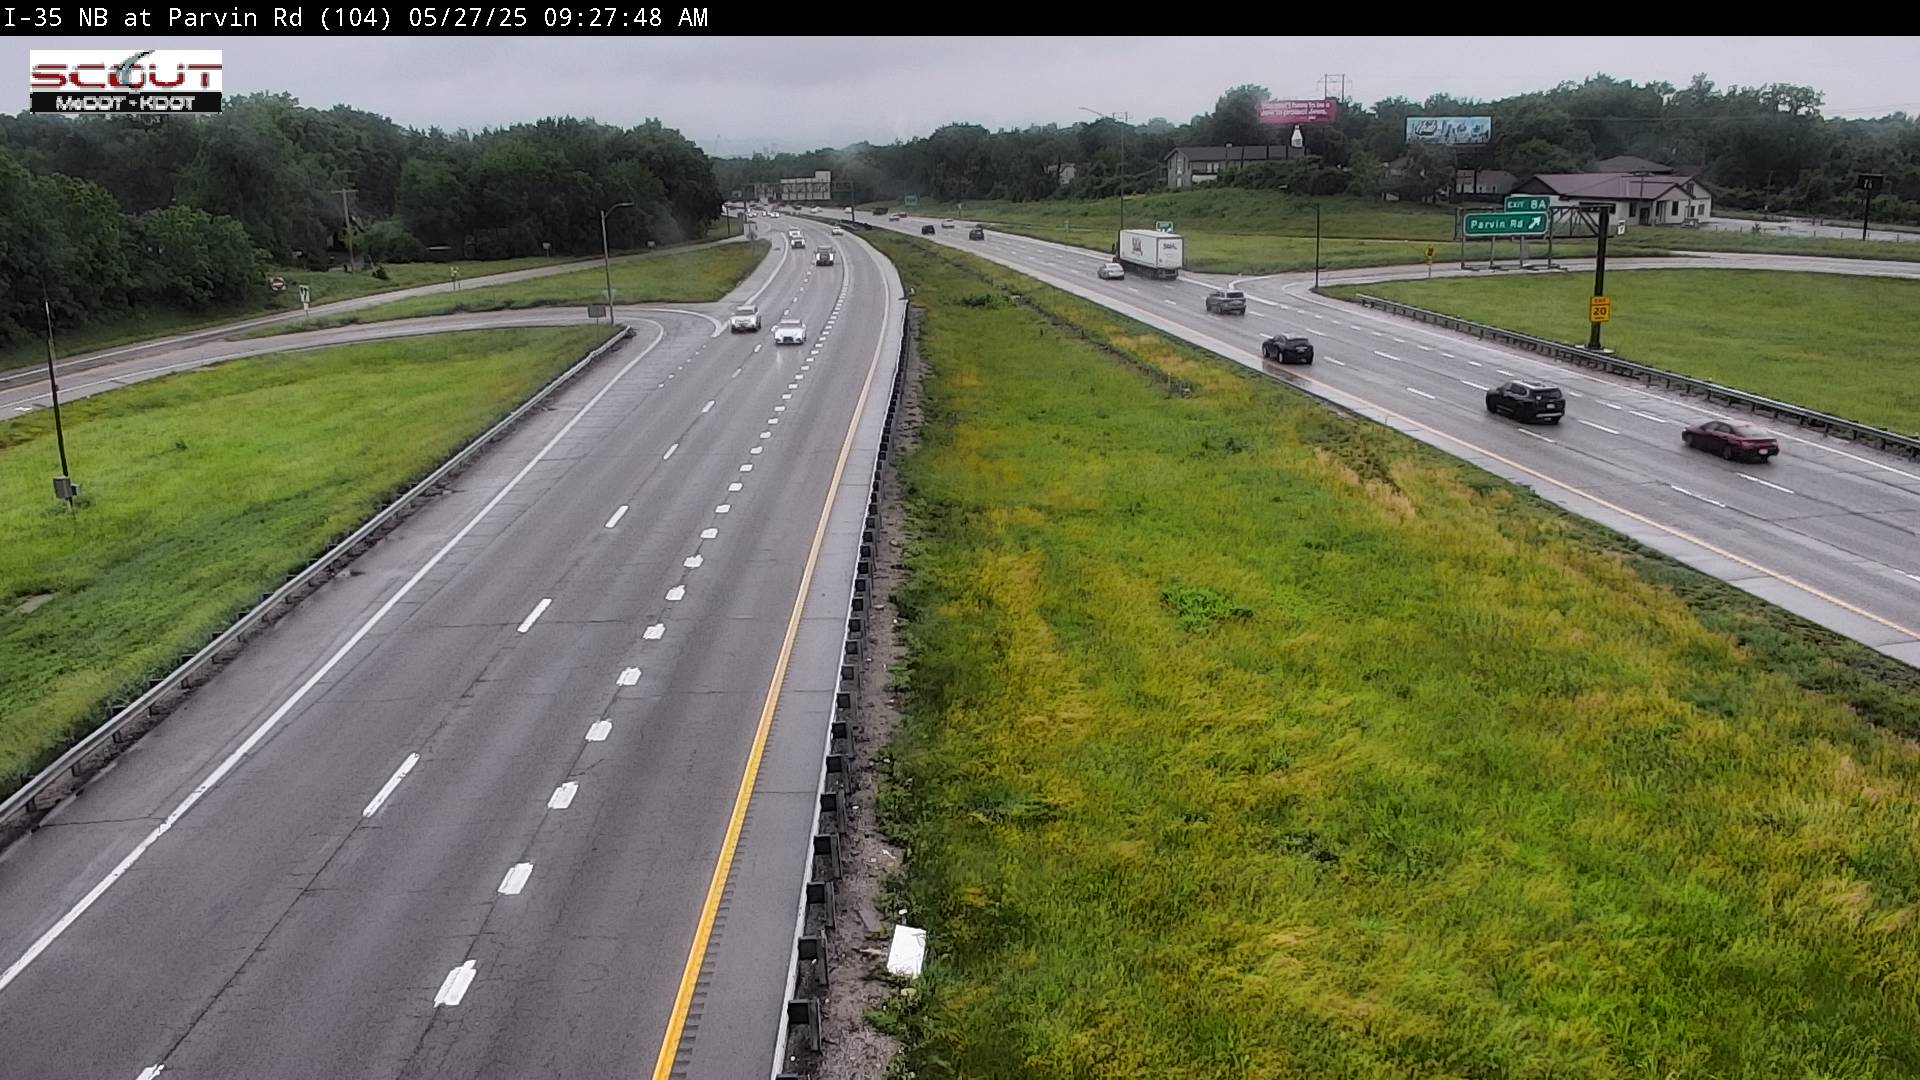 I-35 NB at Parvin Rd (104) 05/27/25 09:27:48 AM
SCOUT
MoDOT - KDOT
EXIT 8A
Parvin Rd
EXIT
20